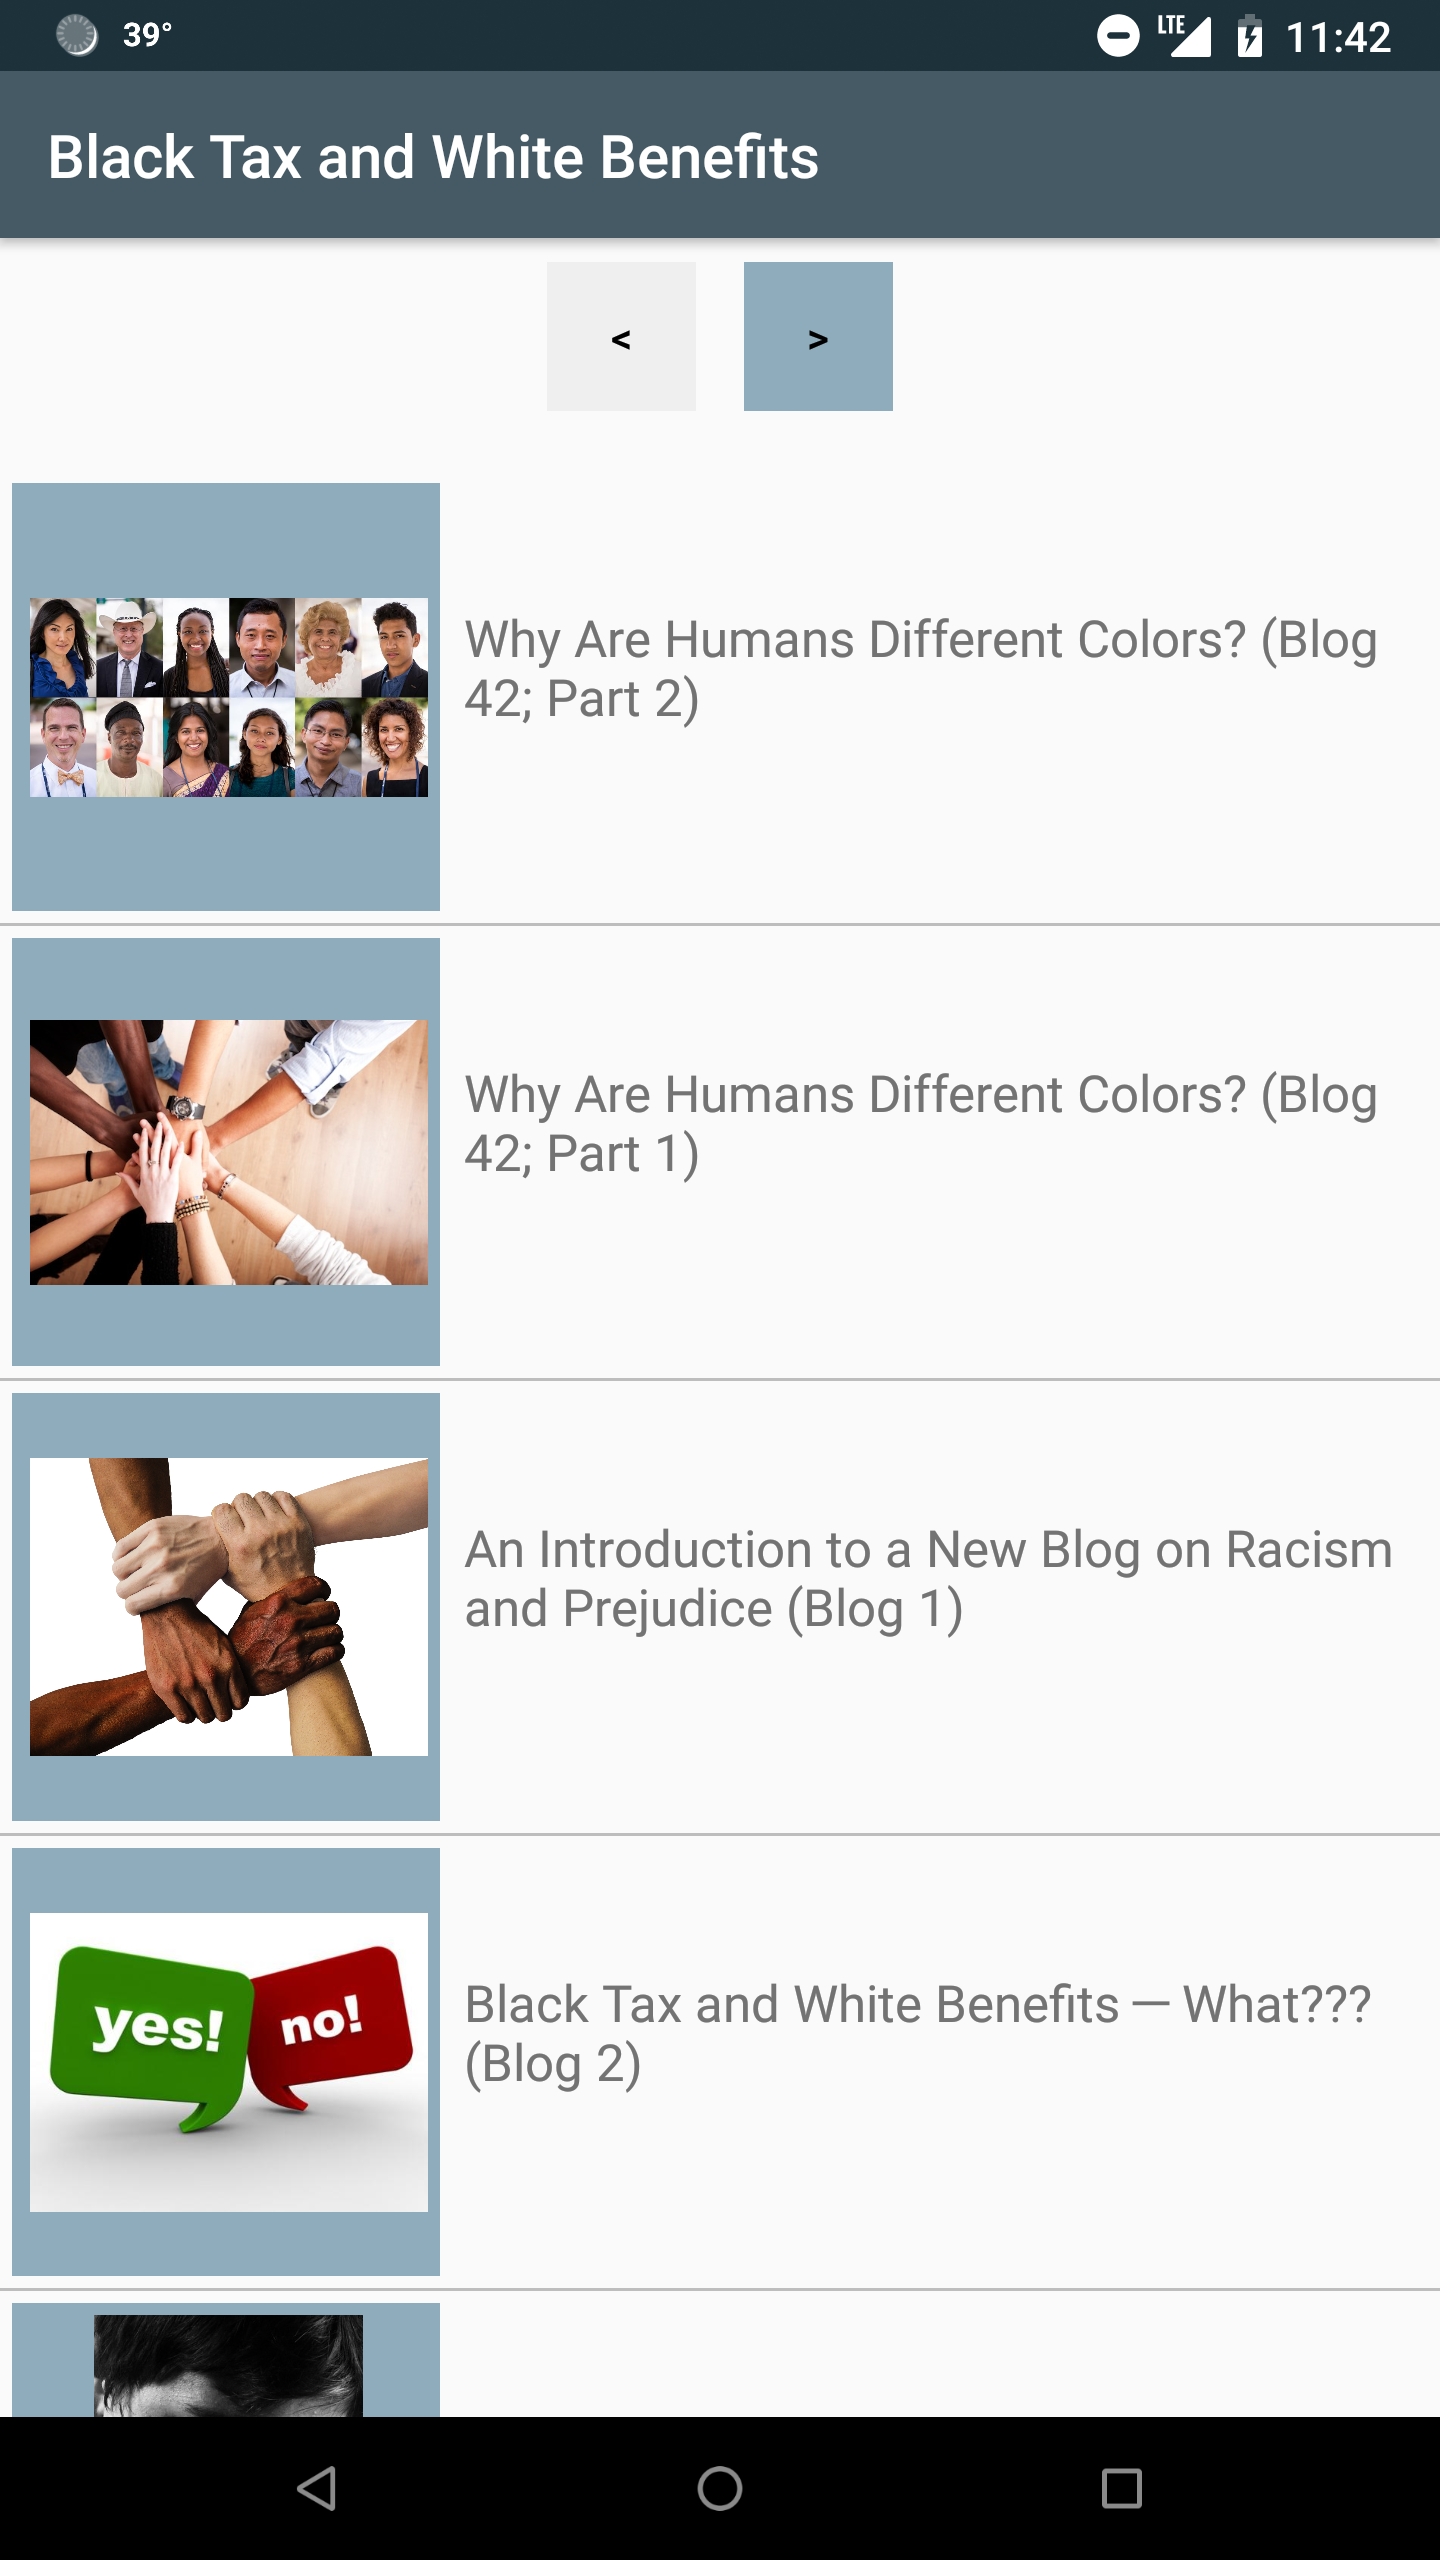 39° LTE 11:42
Black Tax and White Benefits
< >
Why Are Humans Different Colors? (Blog
42; Part 2)
Why Are Humans Different Colors? (Blog
42; Part 1)
An Introduction to a New Blog on Racism
and Prejudice (Blog 1)
yes! no!
Black Tax and White Benefits — What???
(Blog 2)